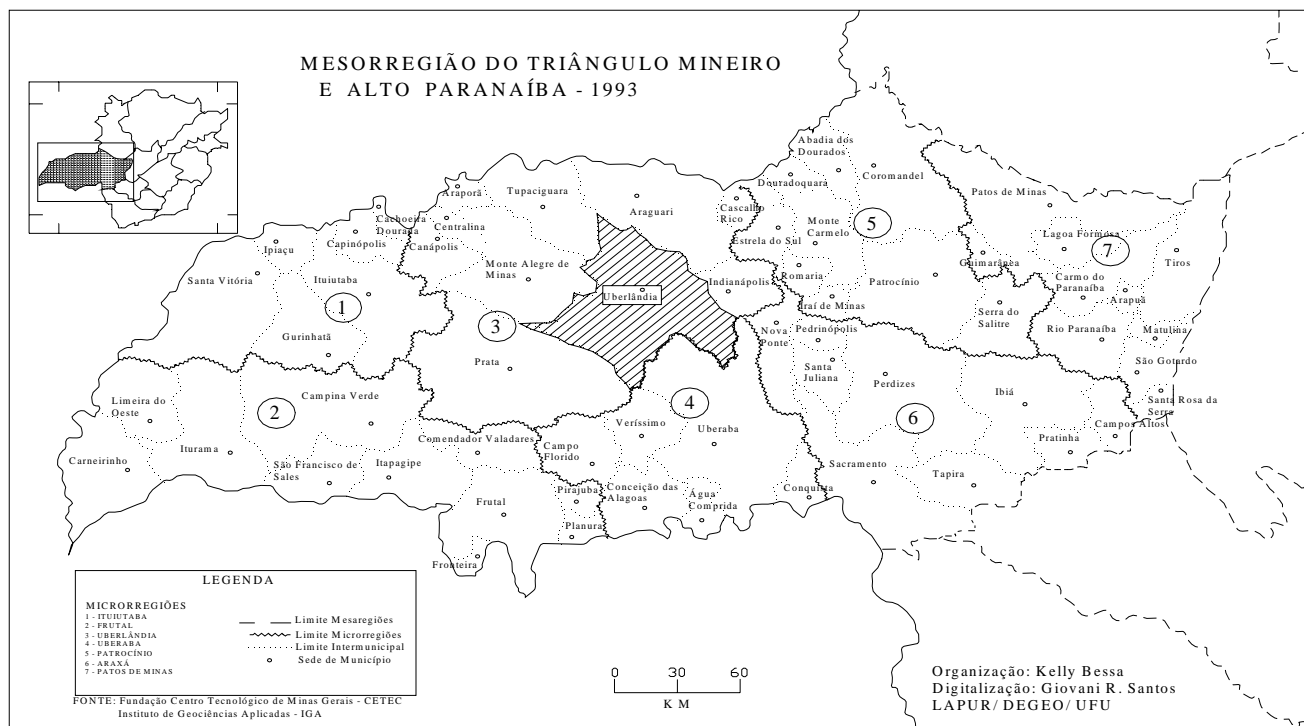 MESORREGIÃO DO TRIÂNGULO MINEIRO
E ALTO PARANAÍBA - 1993
Abadia dos
Dourados
Coromandel
Douradoquara
Patos de Minas
Araporã
Tupaciguara
Araguari
Cascalho
Rico
Monte
Carmelo
5
Cachoeira
Dourada
Centralina
Canápolis
Capinópolis
Ipiaçu
Estrela do Sul
Lagoa Formosa
7
Tiros
Guimarânea
Santa Vitória
Ituiutaba
Monte Alegre de
Minas
Indianápolis
Romaria
Patrocínio
Carmo do
Paranaíba
Arapuá
Uberlândia
1
Iraí de Minas
Serra do
Salitre
Gurinhatã
3
Nova
Ponte
Pedrinópolis
Rio Paranaíba
Matulina
Prata
Santa
Juliana
Perdizes
Ibiá
São Gotardo
Limeira do
Oeste
2
Campina Verde
4
6
Santa Rosa da
Serra
Veríssimo
Uberaba
Campos Altos
Comendador Valadares
Campo
Florido
Pratinha
Carneirinho
Iturama
São Francisco de
Sales
Itapagipe
Sacramento
Tapira
Frutal
Pirajuba
Conceição das
Alagoas
Água
Comprida
Conquista
Planura
Fronteira
LEGENDA
MICRORREGIÕES
1 - ITUIUTABA
2 - FRUTAL
3 - UBERLÂNDIA
4 - UBERABA
5 - PATROCÍNIO
6 - ARAXÁ
7 - PATOS DE MINAS
Limite Mesaregiões
Limite Microrregiões
Limite Intermunicipal
Sede de Município
0 30 60
KM
FONTE: Fundação Centro Tecnológico de Minas Gerais - CETEC
Instituto de Geociências Aplicadas - IGA
Organização: Kelly Bessa
Digitalização: Giovani R. Santos
LAPUR/ DEGEO/ UFU